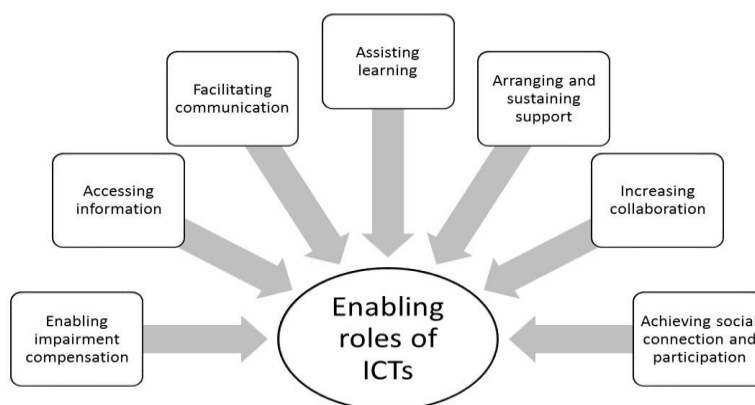 Assisting
learning
Facilitating
communication
Arranging and
sustaining
support
Accessing
information
Increasing
collaboration
Enabling
impairment
compensation
Enabling
roles of
ICTs
Achieving social
connection and
participation